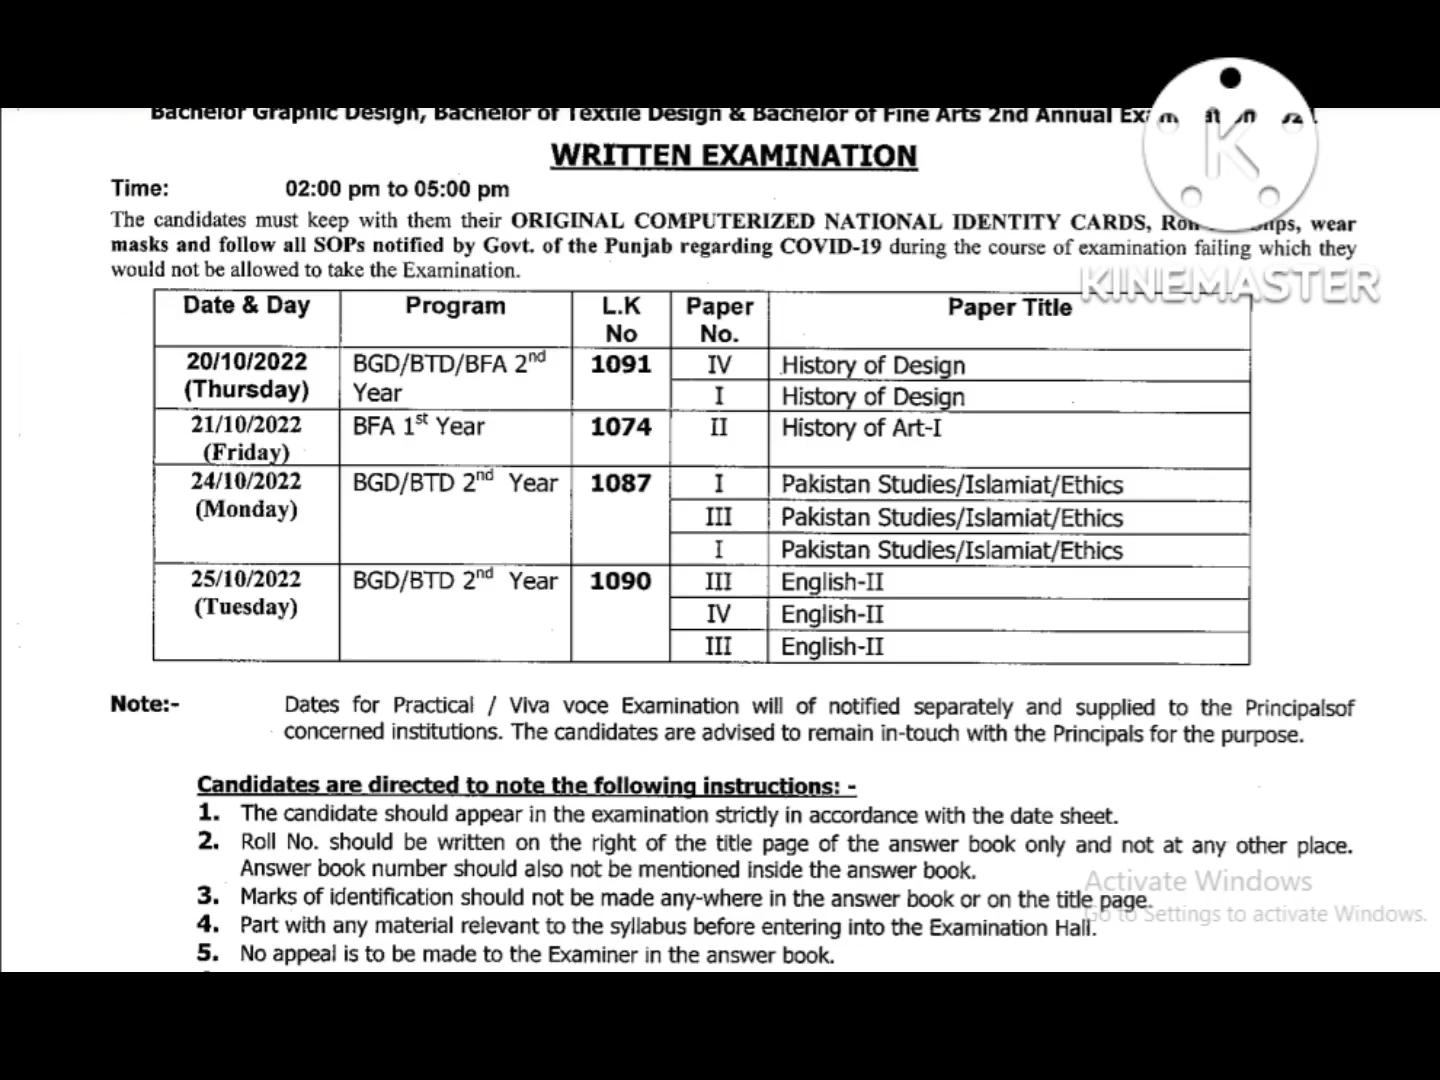 Bachelor Graphic Design, Bachelor of Textile Design & Bachelor of Fine Arts 2nd Annual
WRITTEN EXAMINATION
Time: 02:00 pm to 05:00 pm
The candidates must keep with them their ORIGINAL COMPUTERIZED NATIONAL IDENTITY CARDS, wear
masks and follow all SOPs notified by Govt. of the Punjab regarding COVID-19 during the course of examination failing which they
would not be allowed to take the Examination.
K
KINEMASTER
Date & Day Program L.K No Paper No. Paper Title
20/10/2022 (Thursday) BGD/BTD/BFA 2nd Year 1091 IV History of Design
I History of Design
21/10/2022 (Friday) BFA 1st Year 1074 II History of Art-I
24/10/2022 (Monday) BGD/BTD 2nd Year 1087 I Pakistan Studies/Islamiat/Ethics
III Pakistan Studies/Islamiat/Ethics
I Pakistan Studies/Islamiat/Ethics
25/10/2022 (Tuesday) BGD/BTD 2nd Year 1090 III English-II
IV English-II
III English-II
Note:- Dates for Practical / Viva voce Examination will of notified separately and supplied to the Principalsof
concerned institutions. The candidates are advised to remain in-touch with the Principals for the purpose.
Candidates are directed to note the following instructions: -
1. The candidate should appear in the examination strictly in accordance with the date sheet.
2. Roll No. should be written on the right of the title page of the answer book only and not at any other place.
Answer book number should also not be mentioned inside the answer book.
3. Marks of identification should not be made any-where in the answer book or on the title page.
4. Part with any material relevant to the syllabus before entering into the Examination Hall.
5. No appeal is to be made to the Examiner in the answer book.
Activate Windows
Go to Settings to activate Windows.